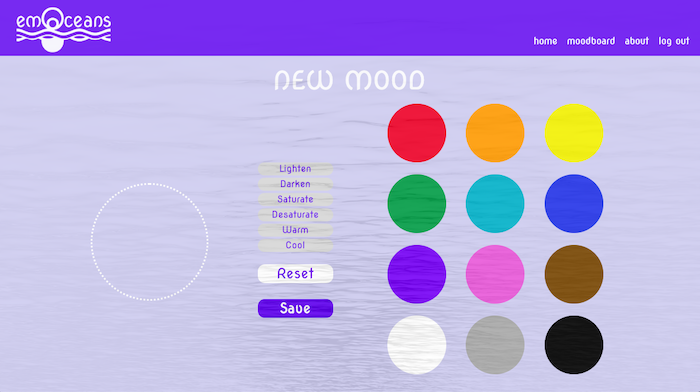 emOceans
home moodboard about log out
NEW MOOD
Lighten
Darken
Saturate
Desaturate
Warm
Cool
Reset
Save